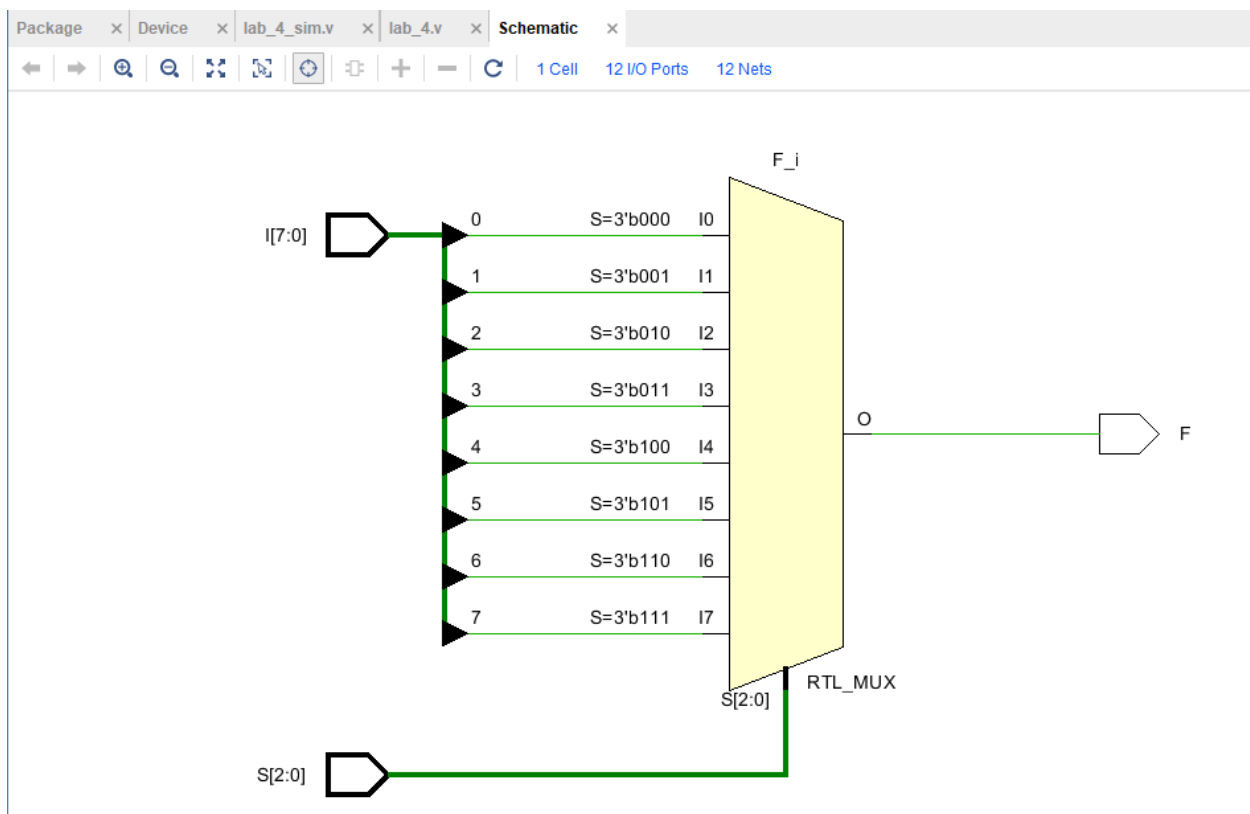 Package Device lab_4_sim.v lab_4.v Schematic
1 Cell 12 I/O Ports 12 Nets
F_i
I[7:0]
0 S=3'b000 I0
1 S=3'b001 I1
2 S=3'b010 I2
3 S=3'b011 I3
4 S=3'b100 I4
5 S=3'b101 I5
6 S=3'b110 I6
7 S=3'b111 I7
O
F
RTL_MUX
S[2:0]
S[2:0]